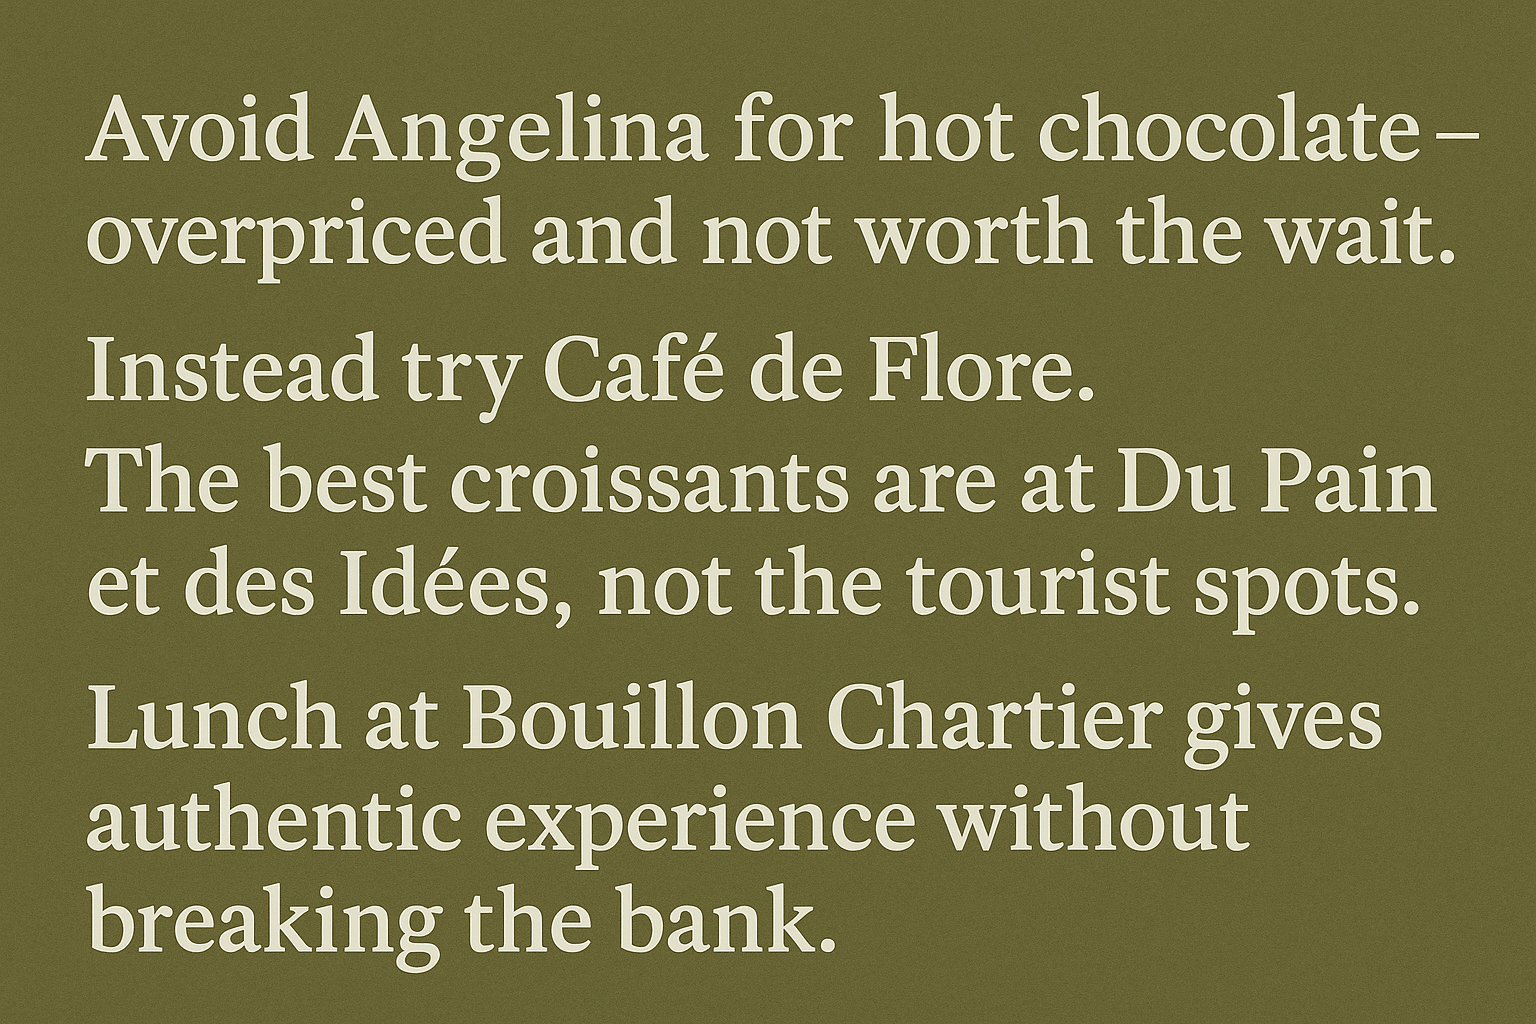 Avoid Angelina for hot chocolate –
overpriced and not worth the wait.
Instead try Café de Flore.
The best croissants are at Du Pain
et des Idées, not the tourist spots.
Lunch at Bouillon Chartier gives
authentic experience without
breaking the bank.